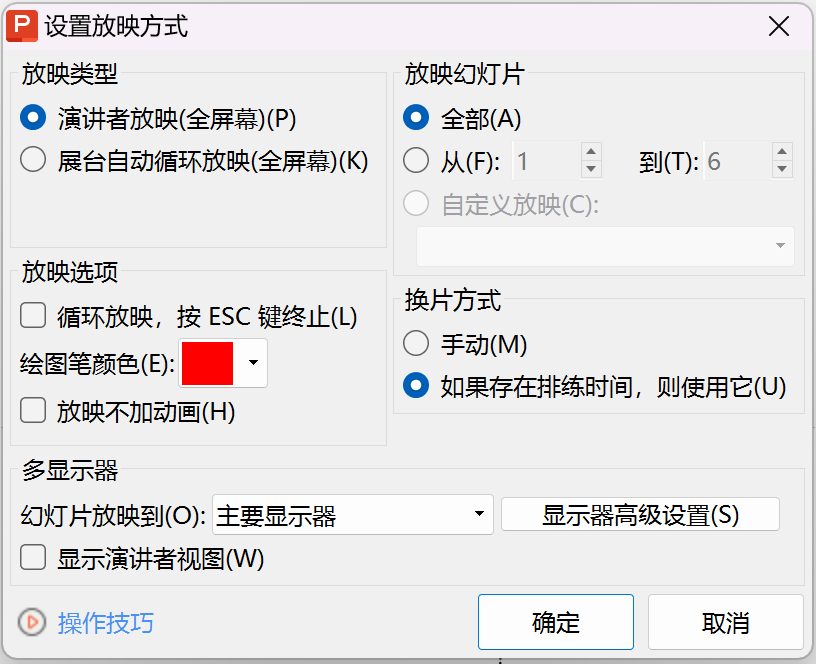 设置放映方式
放映类型
演讲者放映(全屏幕)(P)
展台自动循环放映(全屏幕)(K)
放映幻灯片
全部(A)
从(F): 1 到(T): 6
自定义放映(C):
放映选项
循环放映，按 ESC 键终止(L)
绘图笔颜色(E):
放映不加动画(H)
换片方式
手动(M)
如果存在排练时间，则使用它(U)
多显示器
幻灯片放映到(O): 主要显示器 显示器高级设置(S)
显示演讲者视图(W)
操作技巧 确定 取消